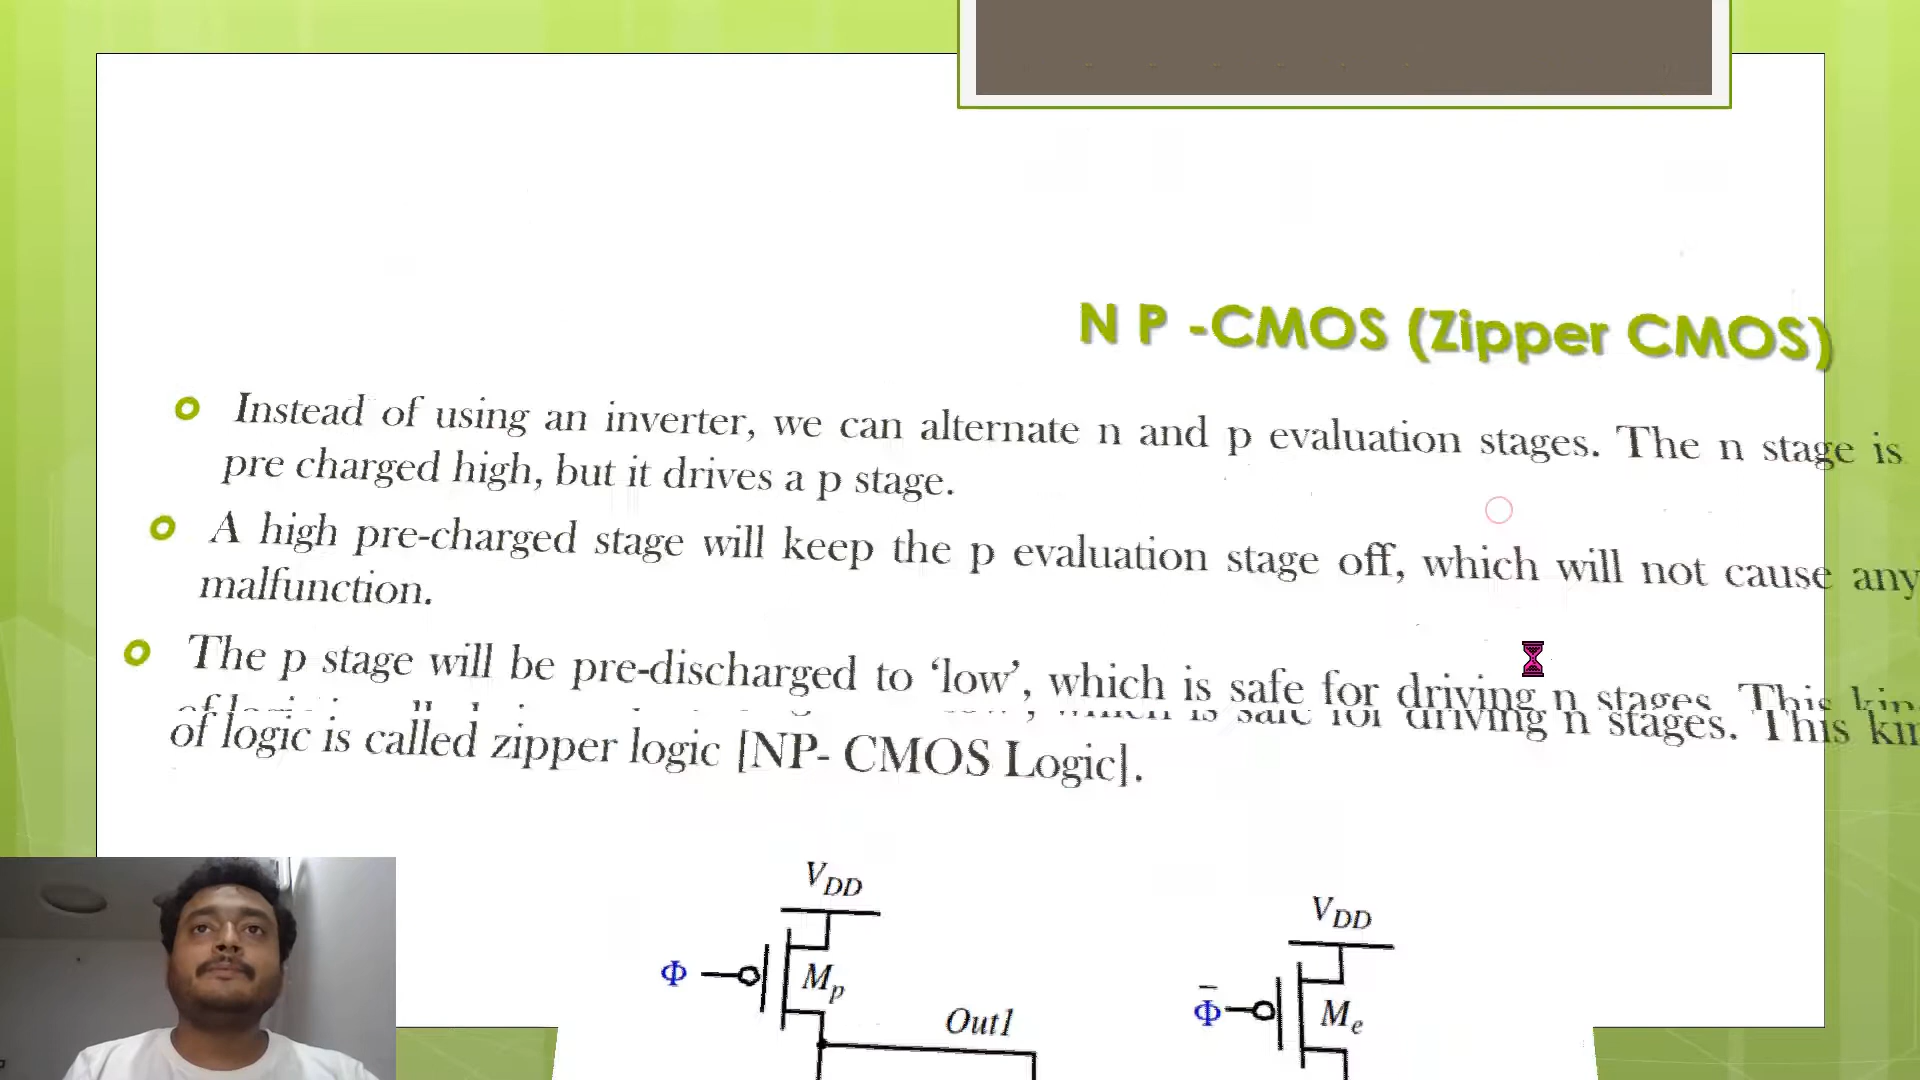 N P -CMOS (Zipper CMOS)
Instead of using an inverter, we can alternate n and p evaluation stages. The n stage is
pre charged high, but it drives a p stage.
A high pre-charged stage will keep the p evaluation stage off, which will not cause any
malfunction.
The p stage will be pre-discharged to ‘low’, which is safe for driving n stages. This
of logic is called zipper logic [NP- CMOS Logic].
VDD
VDD
Φ
Mp
Φ̅
Me
Out1